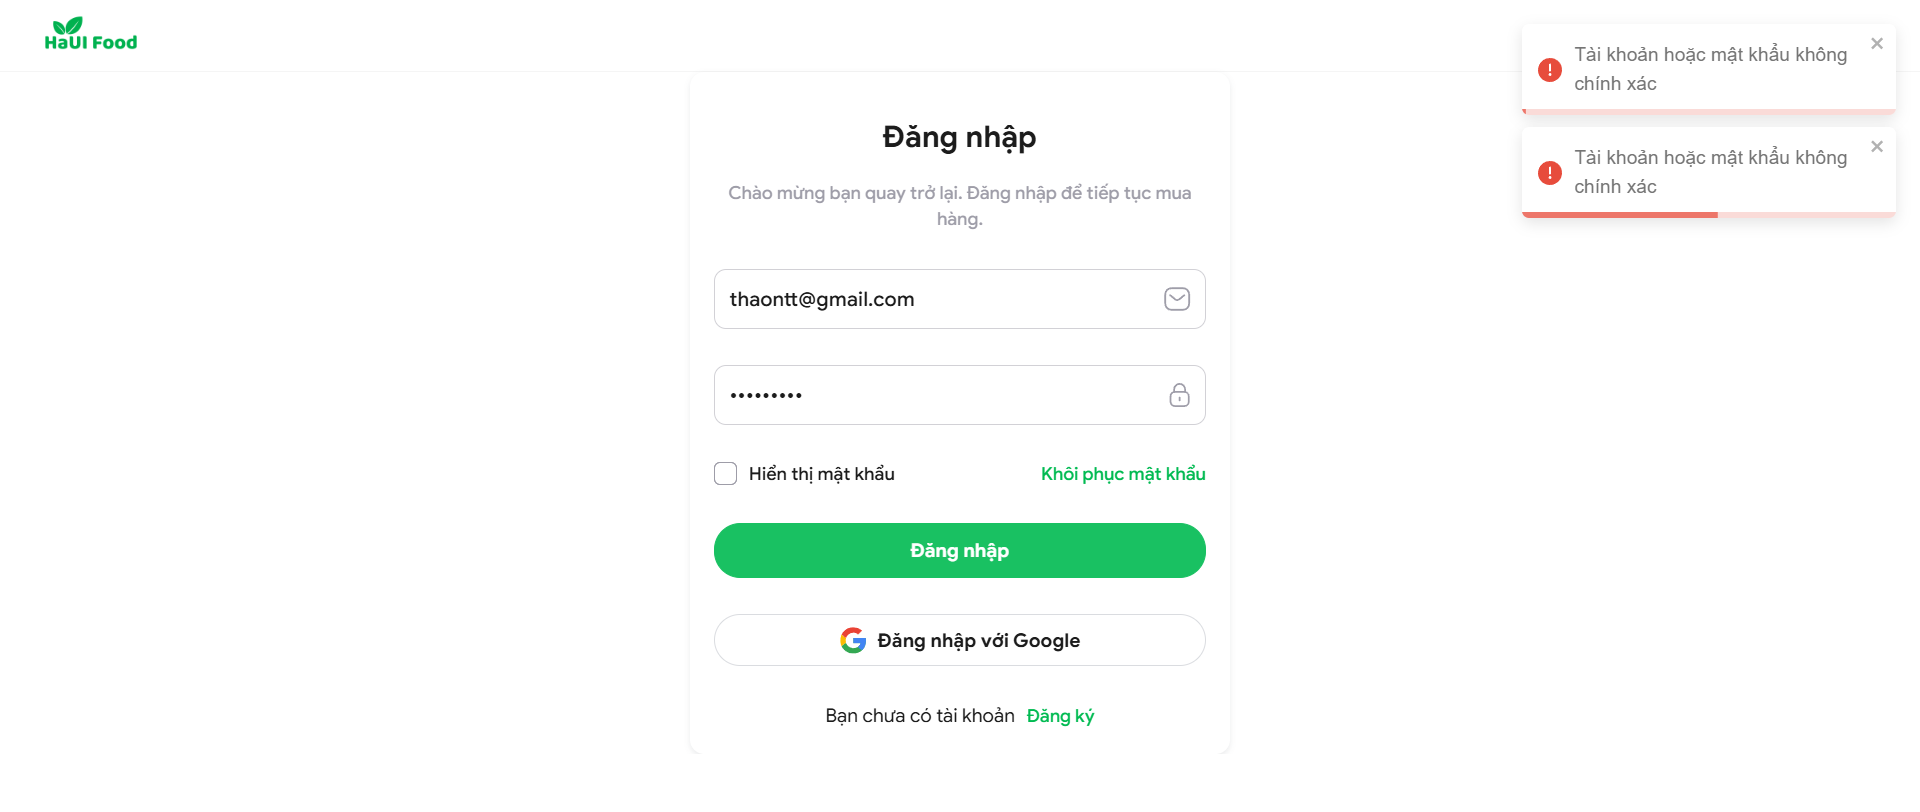 HaUI Food
Tài khoản hoặc mật khẩu không
chính xác
Tài khoản hoặc mật khẩu không
chính xác
Đăng nhập
Chào mừng bạn quay trở lại. Đăng nhập để tiếp tục mua
hàng.
thaontt@gmail.com
•••••••••
Hiển thị mật khẩu
Khôi phục mật khẩu
Đăng nhập
Đăng nhập với Google
Bạn chưa có tài khoản Đăng ký